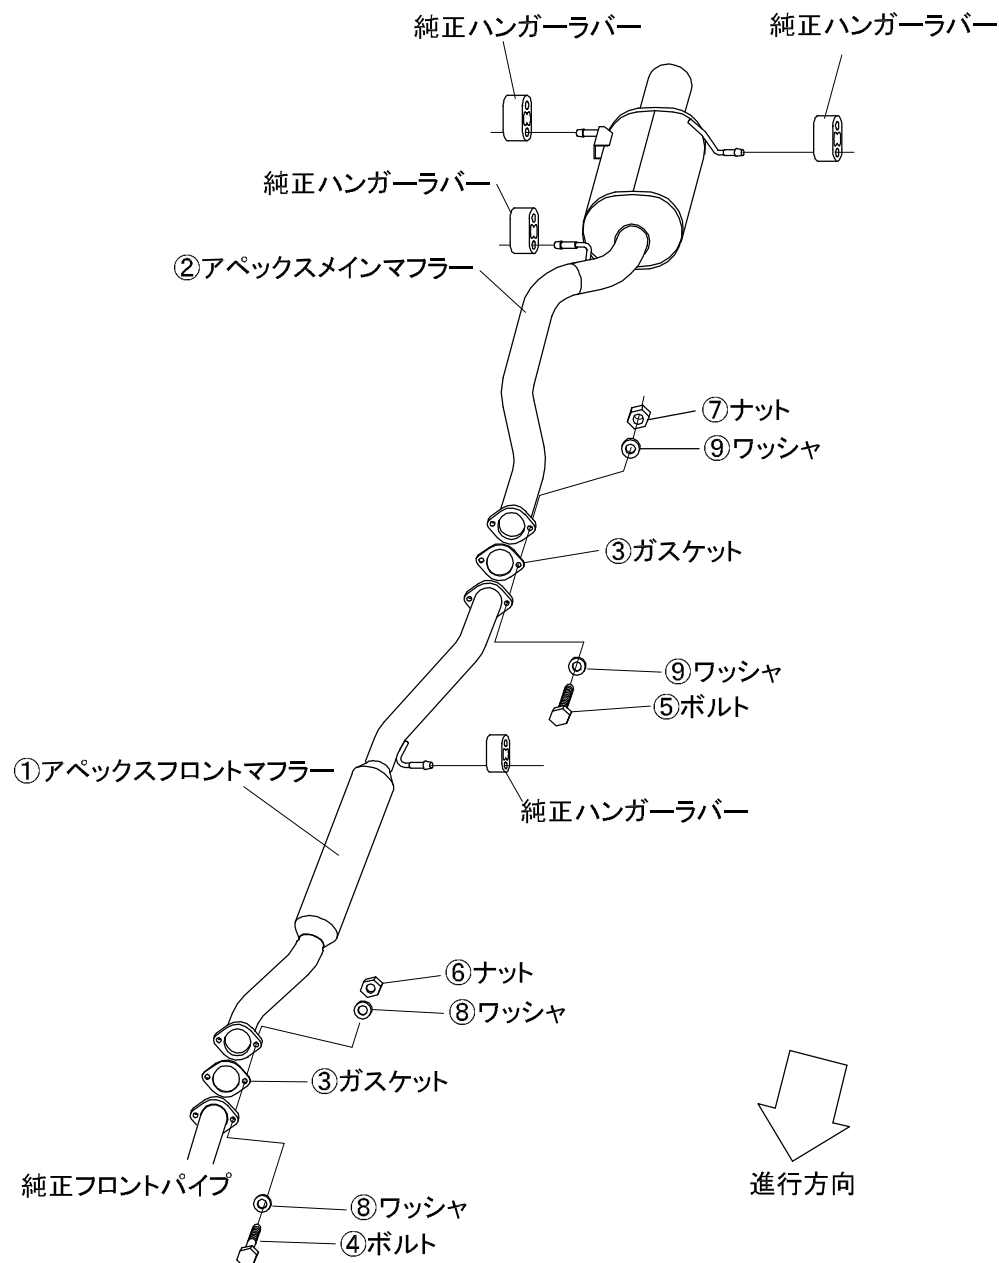 純正ハンガーラバー
純正ハンガーラバー
純正ハンガーラバー
②アペックスメインマフラー
⑦ナット
⑨ワッシャ
③ガスケット
⑨ワッシャ
⑤ボルト
①アペックスフロントマフラー
純正ハンガーラバー
⑥ナット
⑧ワッシャ
③ガスケット
純正フロントパイプ
進行方向
⑧ワッシャ
④ボルト